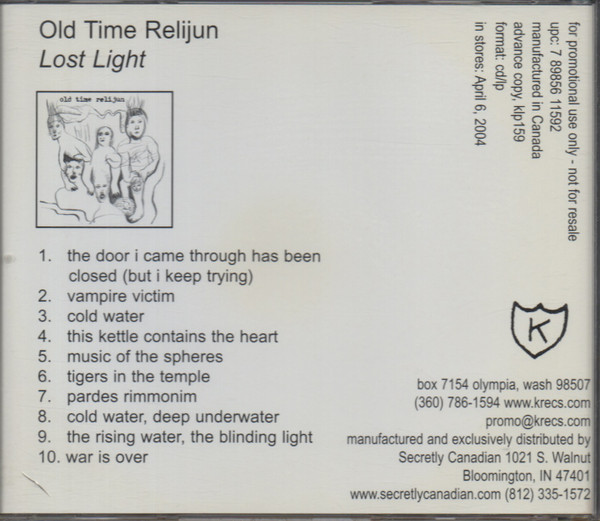 Old Time Relijun
Lost Light
old time relijun
1. the door i came through has been
closed (but i keep trying)
2. vampire victim
3. cold water
4. this kettle contains the heart
5. music of the spheres
6. tigers in the temple
7. pardes rimmonim
8. cold water, deep underwater
9. the rising water, the blinding light
10. war is over
for promotional use only - not for resale
upc: 7 89856 11592
manufactured in Canada
advance copy, klp159
format: cd/lp
in stores: April 6, 2004
K
box 7154 olympia, wash 98507
(360) 786-1594 www.krecs.com
promo@krecs.com
manufactured and exclusively distributed by
Secretly Canadian 1021 S. Walnut
Bloomington, IN 47401
www.secretlycanadian.com (812) 335-1572